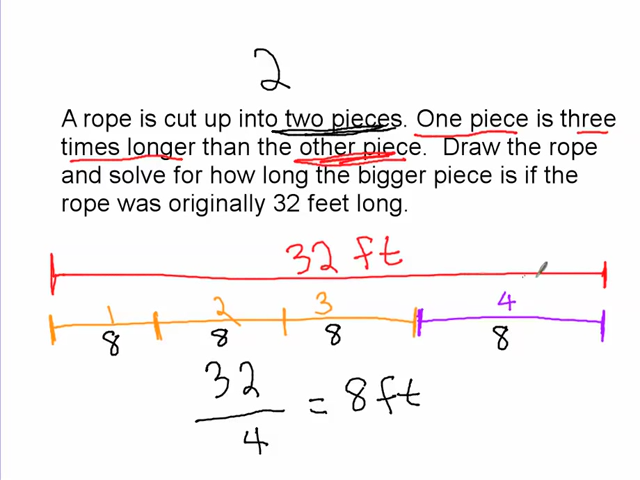 2
A rope is cut up into two pieces. One piece is three
times longer than the other piece. Draw the rope
and solve for how long the bigger piece is if the
rope was originally 32 feet long.
32 ft
1 2 3 4
8 8 8 8
32
= 8 ft
4